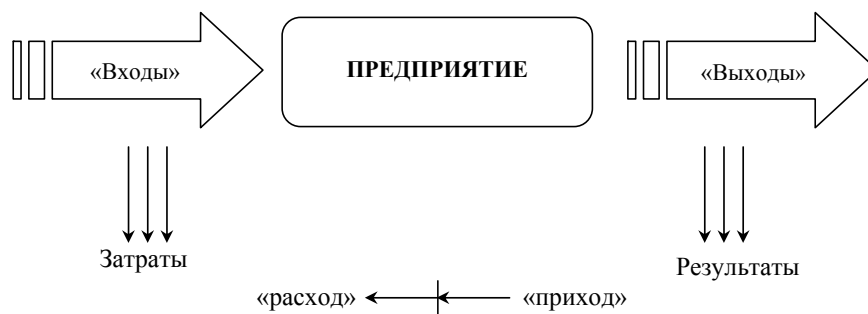 «Входы»
ПРЕДПРИЯТИЕ
«Выходы»
Затраты
Результаты
«расход»
«приход»